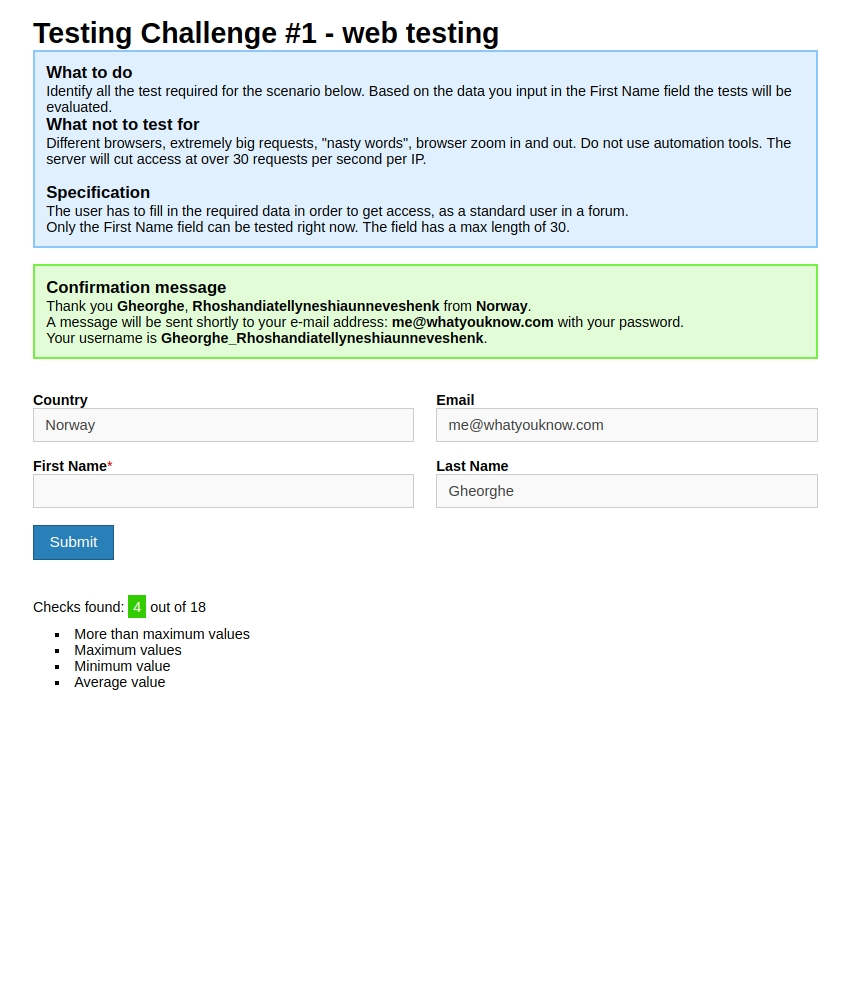 Testing Challenge #1 - web testing
What to do
Identify all the test required for the scenario below. Based on the data you input in the First Name field the tests will be
evaluated.
What not to test for
Different browsers, extremely big requests, "nasty words", browser zoom in and out. Do not use automation tools. The
server will cut access at over 30 requests per second per IP.
Specification
The user has to fill in the required data in order to get access, as a standard user in a forum.
Only the First Name field can be tested right now. The field has a max length of 30.
Confirmation message
Thank you Gheorghe, Rhoshandiatellyneshiaunneveshenk from Norway.
A message will be sent shortly to your e-mail address: me@whatyouknow.com with your password.
Your username is Gheorghe_Rhoshandiatellyneshiaunneveshenk.
Country Email
Norway me@whatyouknow.com
First Name* Last Name
Gheorghe
Submit
Checks found: 4 out of 18
More than maximum values
Maximum values
Minimum value
Average value